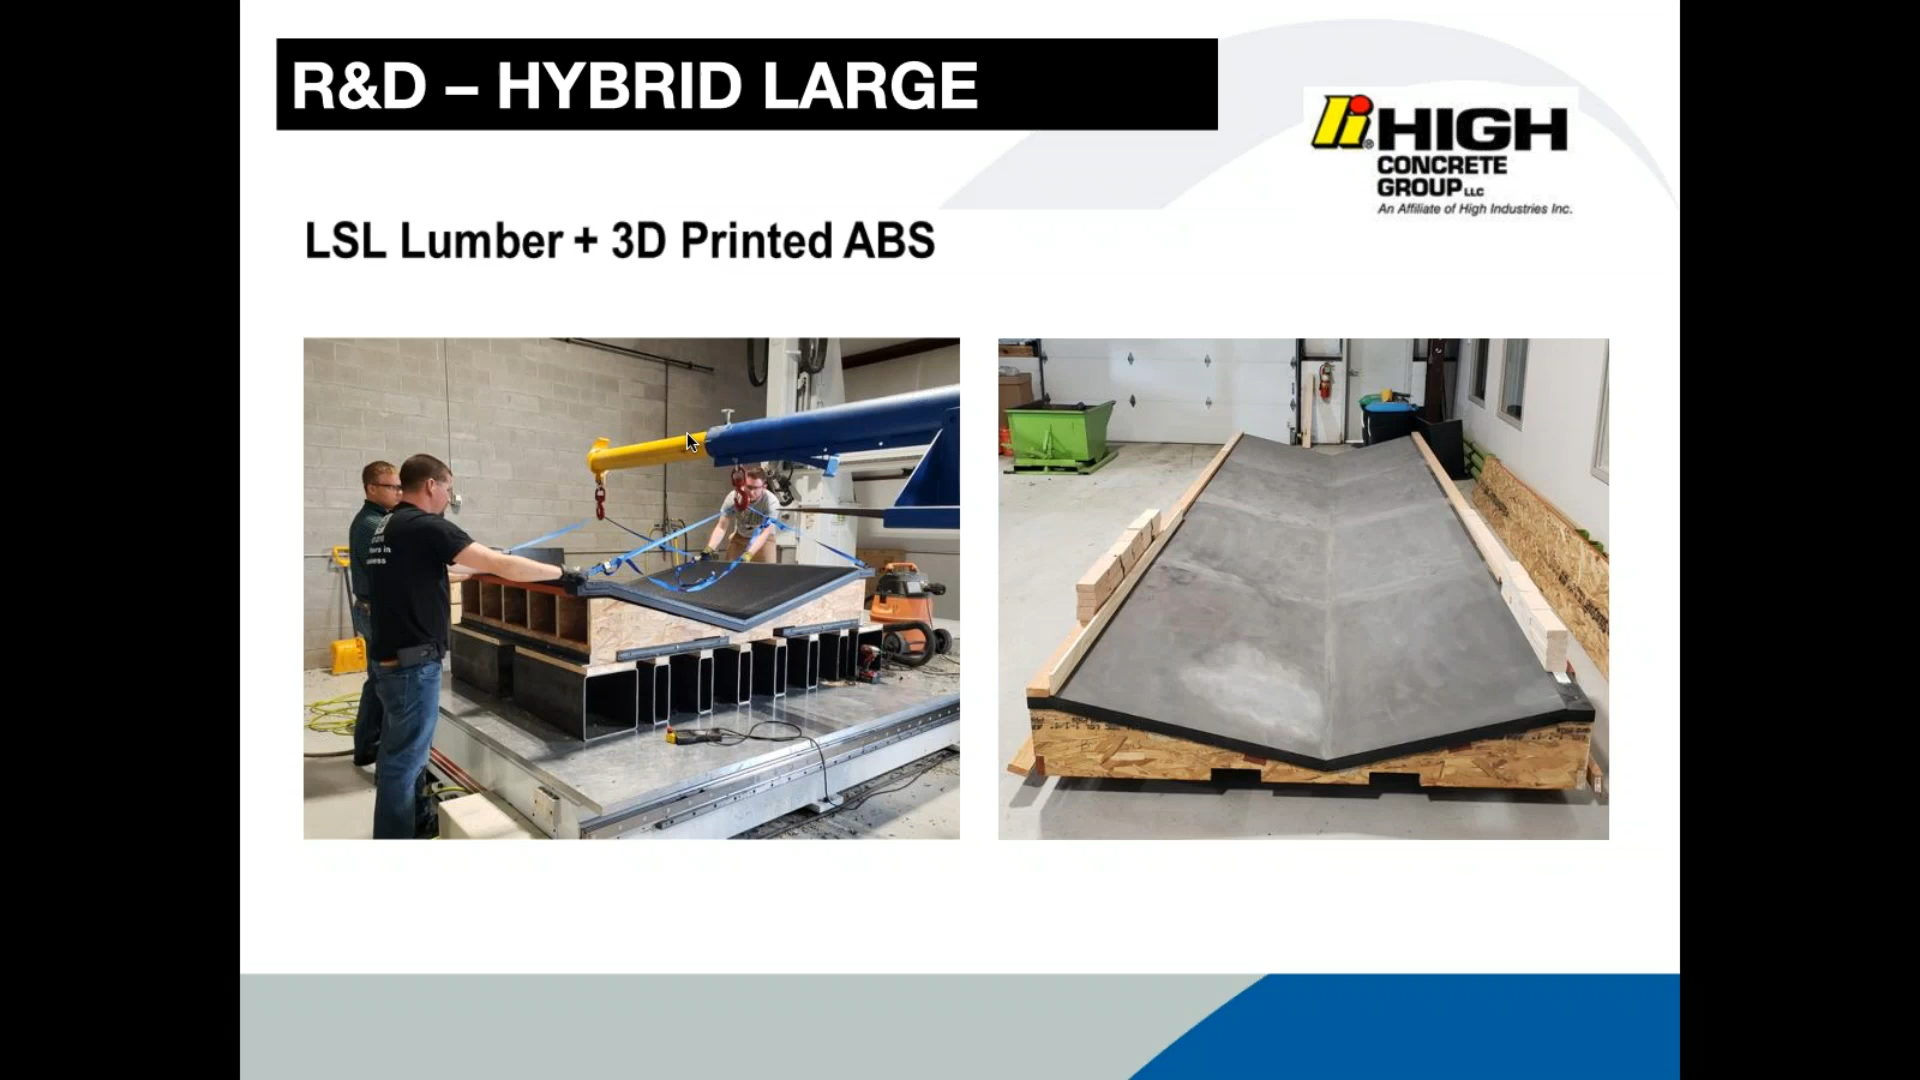 R&D – HYBRID LARGE
HIGH®
CONCRETE
GROUP LLC
An Affiliate of High Industries Inc.
LSL Lumber + 3D Printed ABS